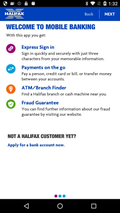 1:32
HALIFAX
Back
NEXT
WELCOME TO MOBILE BANKING
With this app you get:
Express Sign in
Sign in quickly and securely with just three
characters from your memorable information.
Payments on the go
Pay a person, credit card or bill, or transfer money
between your accounts.
ATM/Branch Finder
Find a Halifax branch or cash machine near you.
Fraud Guarantee
You can find further information about our fraud
guarantee by visiting our website.
NOT A HALIFAX CUSTOMER YET?
Apply for a bank account now.